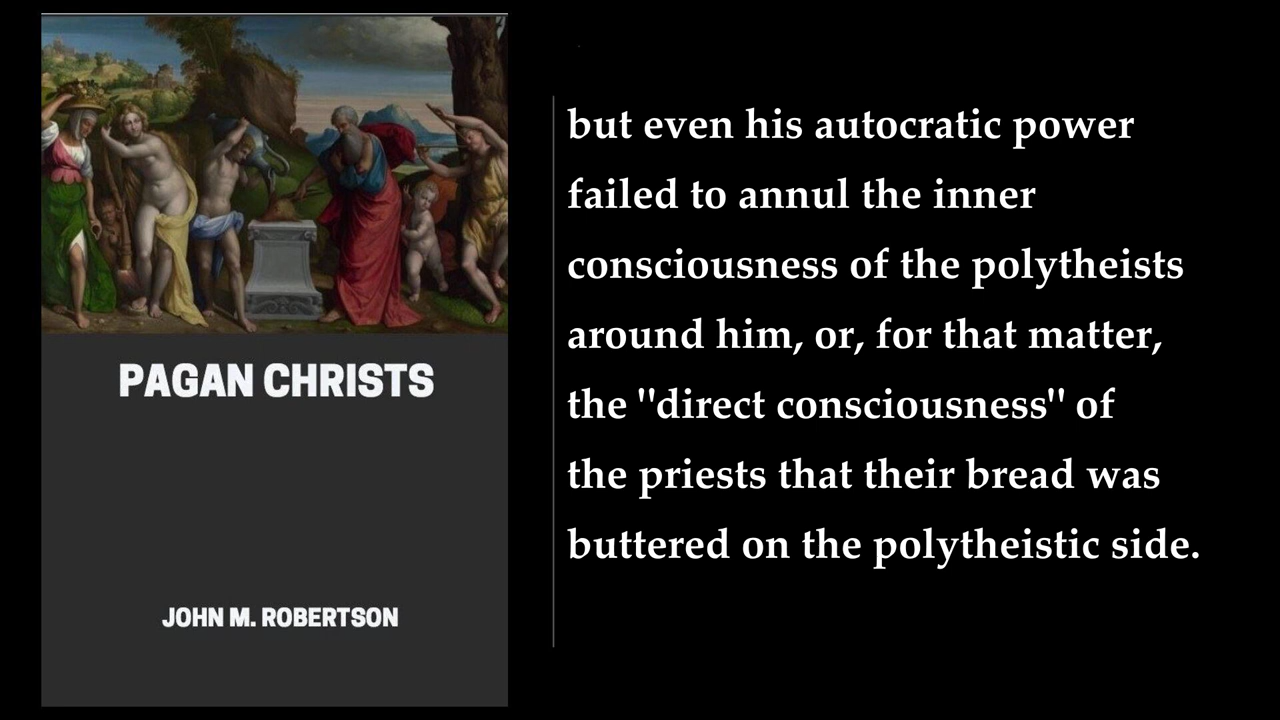 PAGAN CHRISTS
JOHN M. ROBERTSON
but even his autocratic power
failed to annul the inner
consciousness of the polytheists
around him, or, for that matter,
the "direct consciousness" of
the priests that their bread was
buttered on the polytheistic side.